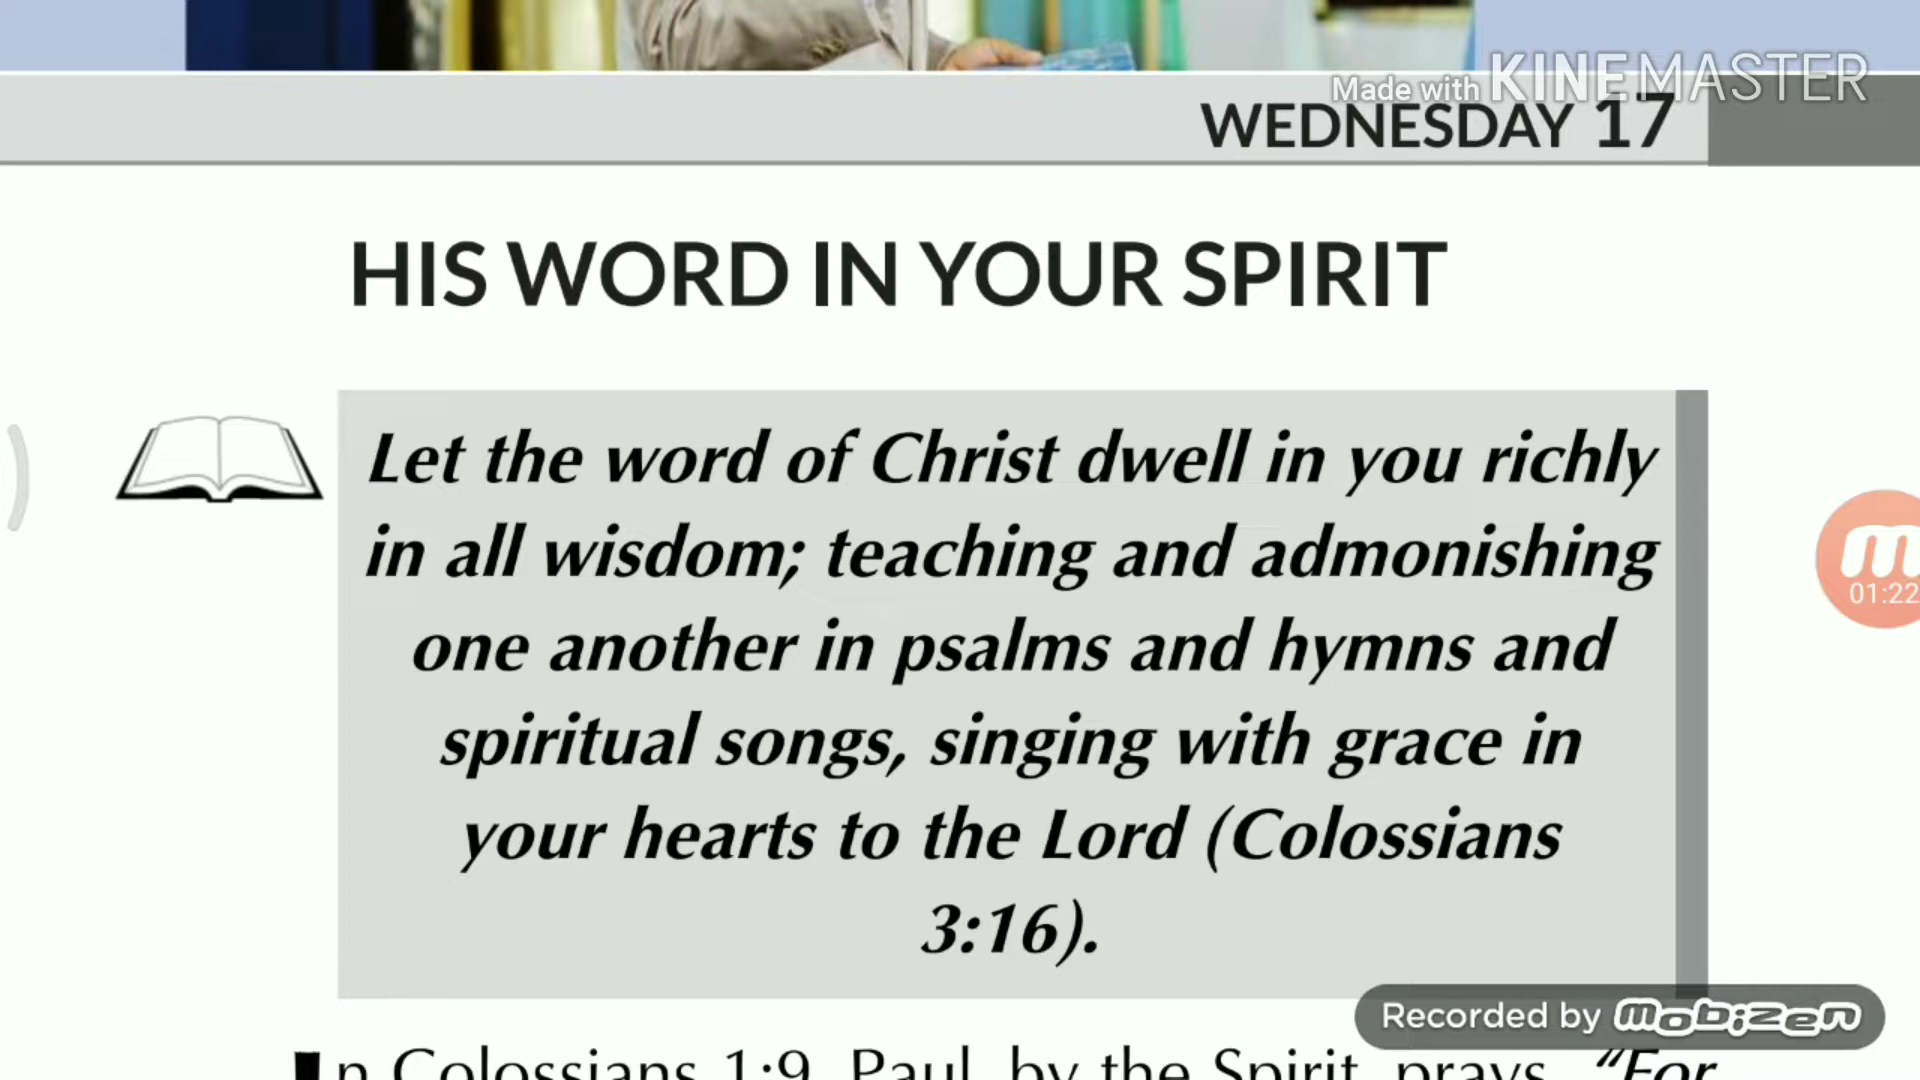 Made with KINEMASTER
WEDNESDAY 17
HIS WORD IN YOUR SPIRIT
Let the word of Christ dwell in you richly
in all wisdom; teaching and admonishing
one another in psalms and hymns and
spiritual songs, singing with grace in
your hearts to the Lord (Colossians
3:16).
01:22
Recorded by mobizen
In Colossians 1:9, Paul, by the Spirit, prays, “For